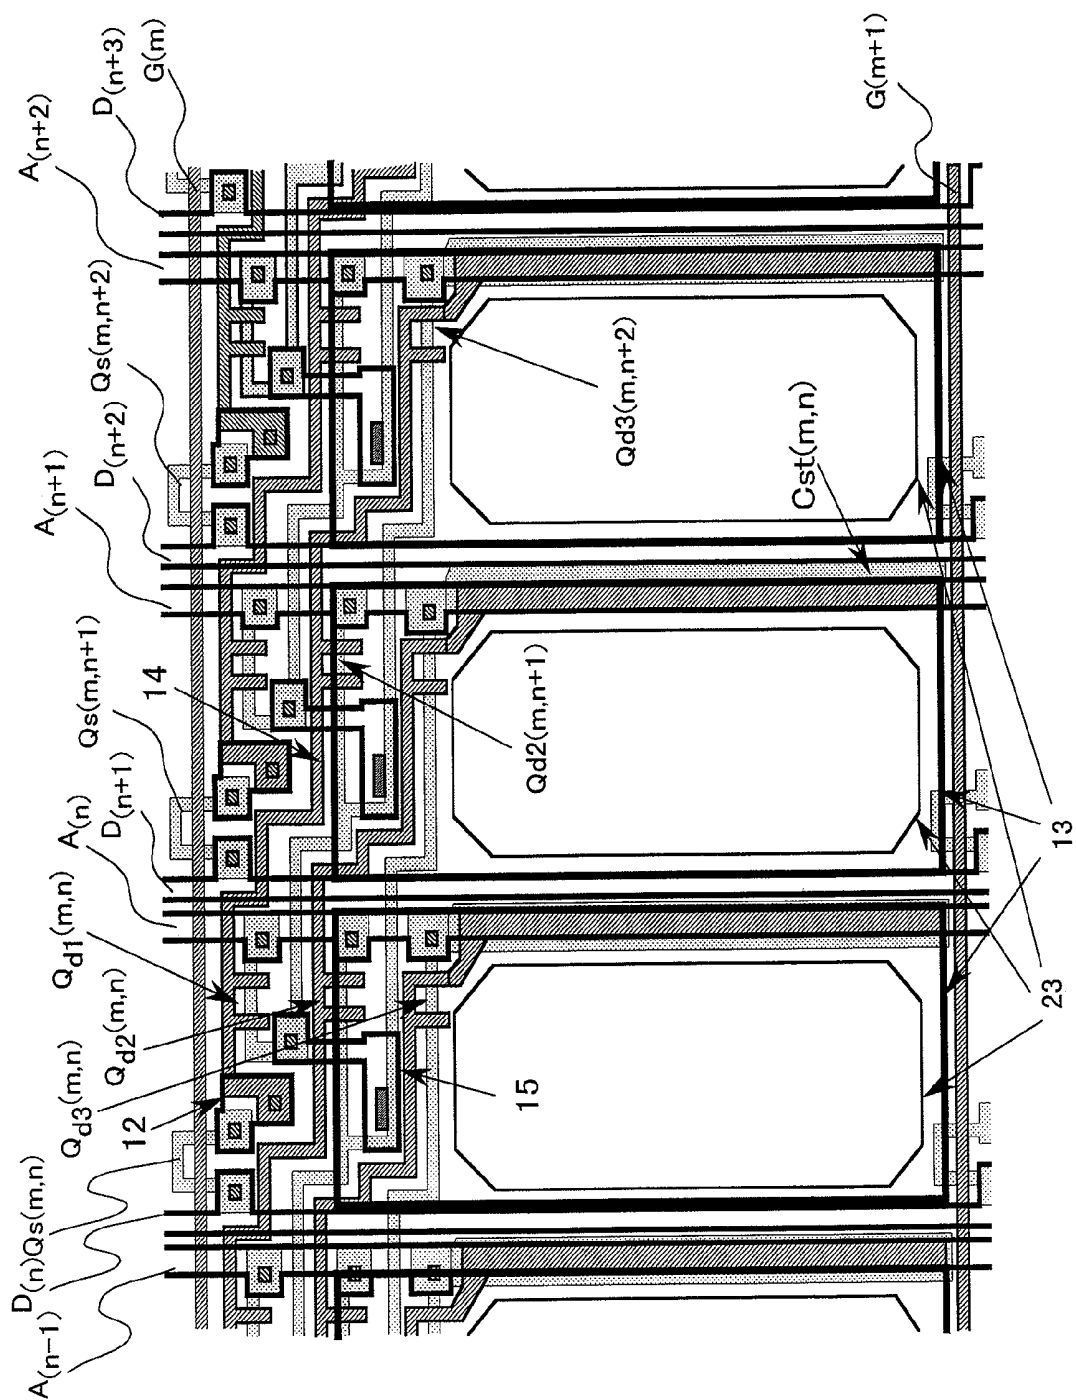 A(n-1)
D(n)
Qs(m,n)
12
Qd3(m,n)
Qd2(m,n)
Qd1(m,n)
A(n)
D(n+1)
Qs(m,n+1)
14
A(n+1)
D(n+2)
Qs(m,n+2)
A(n+2)
D(n+3)
G(m)
15
Qd2(m,n+1)
Qd3(m,n+2)
Cst(m,n)
23
13
G(m+1)